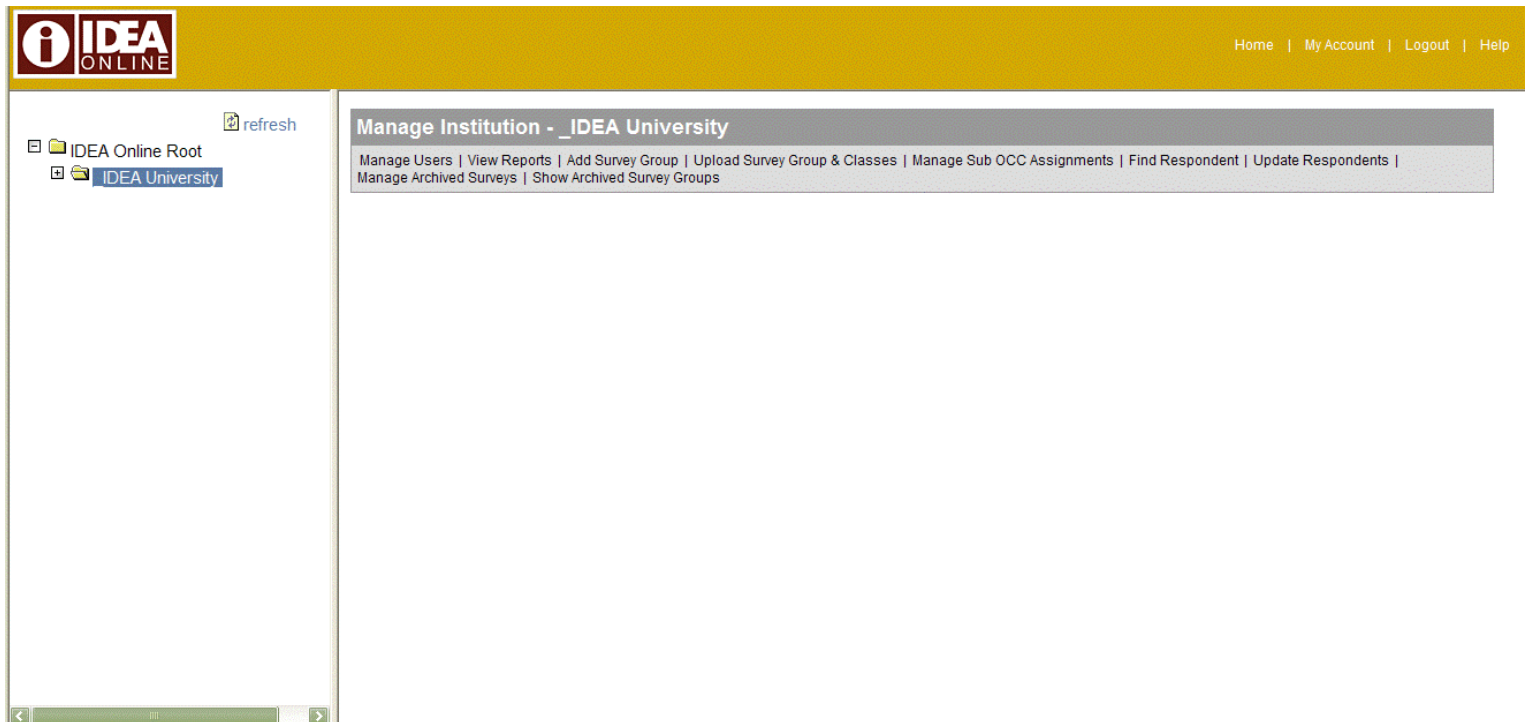 i IDEA
ONLINE
Home | My Account | Logout | Help
refresh
IDEA Online Root
_IDEA University
Manage Institution - _IDEA University
Manage Users | View Reports | Add Survey Group | Upload Survey Group & Classes | Manage Sub OCC Assignments | Find Respondent | Update Respondents |
Manage Archived Surveys | Show Archived Survey Groups